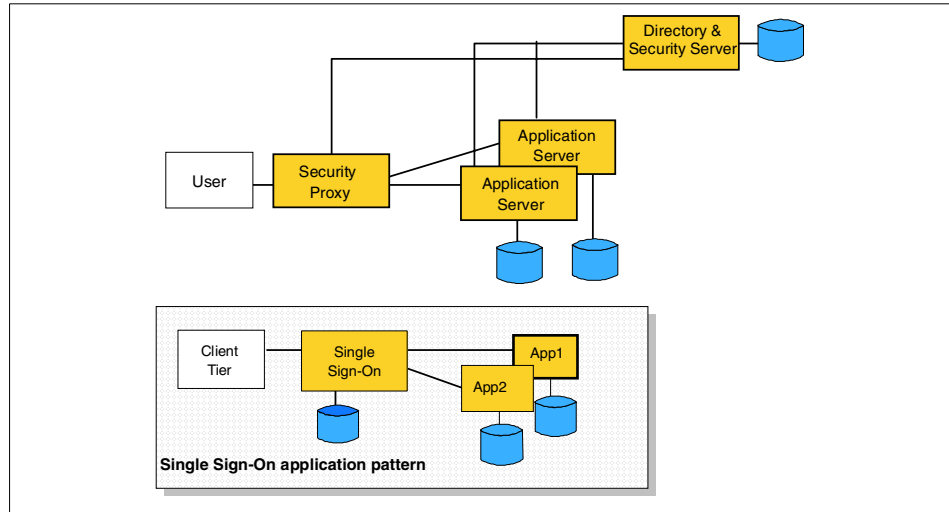 Directory &
Security Server
Application
Server
User
Security
Proxy
Application
Server
Client
Tier
Single
Sign-On
App1
App2
Single Sign-On application pattern